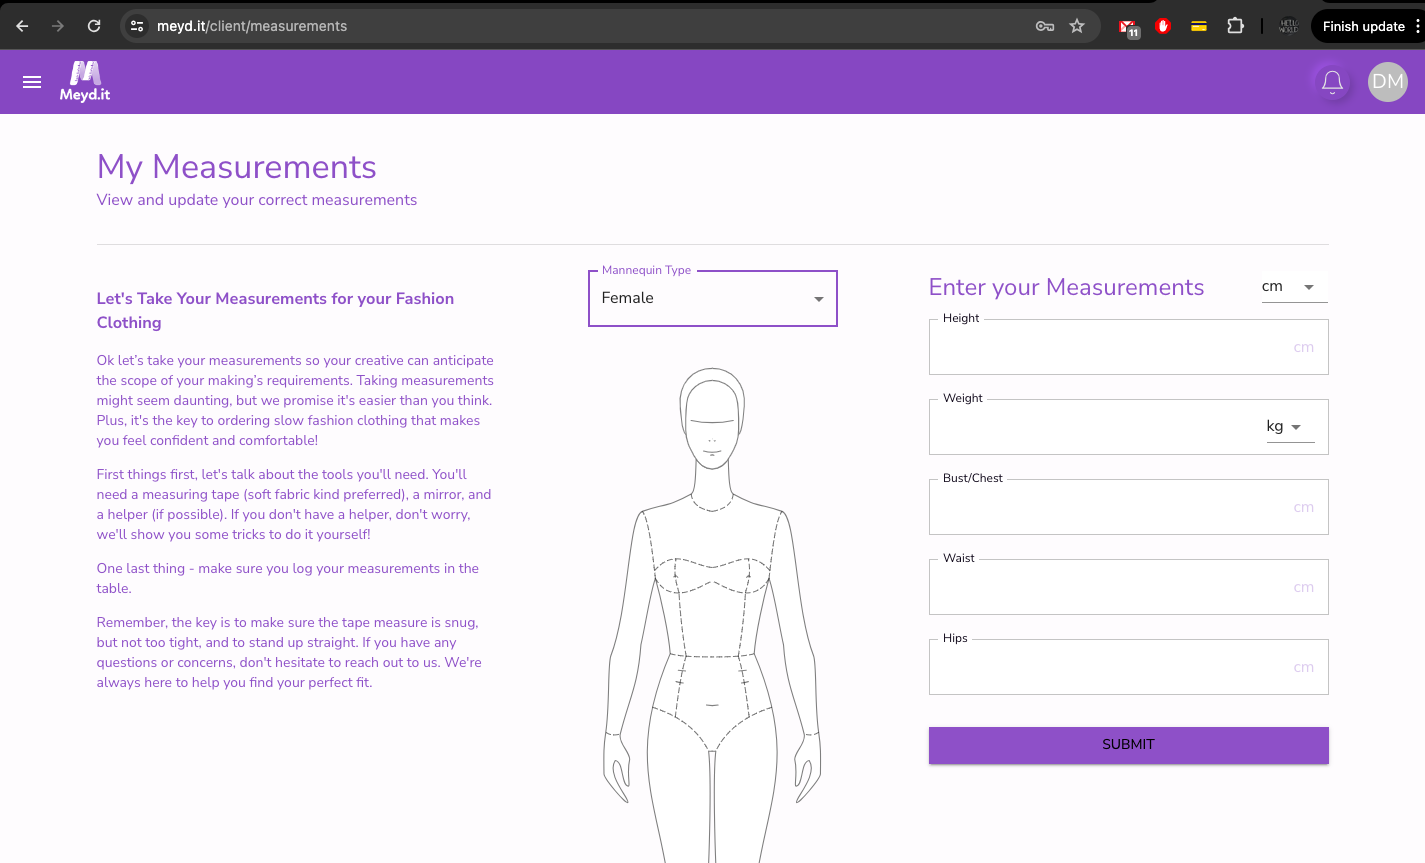 meyd.it/client/measurements
11
HELLO
WORLD
Finish update
Meyd.it
DM
My Measurements
View and update your correct measurements
Let's Take Your Measurements for your Fashion
Clothing
Ok let’s take your measurements so your creative can anticipate
the scope of your making’s requirements. Taking measurements
might seem daunting, but we promise it's easier than you think.
Plus, it's the key to ordering slow fashion clothing that makes
you feel confident and comfortable!
First things first, let's talk about the tools you'll need. You'll
need a measuring tape (soft fabric kind preferred), a mirror, and
a helper (if possible). If you don't have a helper, don't worry,
we'll show you some tricks to do it yourself!
One last thing - make sure you log your measurements in the
table.
Remember, the key is to make sure the tape measure is snug,
but not too tight, and to stand up straight. If you have any
questions or concerns, don't hesitate to reach out to us. We're
always here to help you find your perfect fit.
Mannequin Type
Female
Enter your Measurements
cm
Height
cm
Weight
kg
Bust/Chest
cm
Waist
cm
Hips
cm
SUBMIT